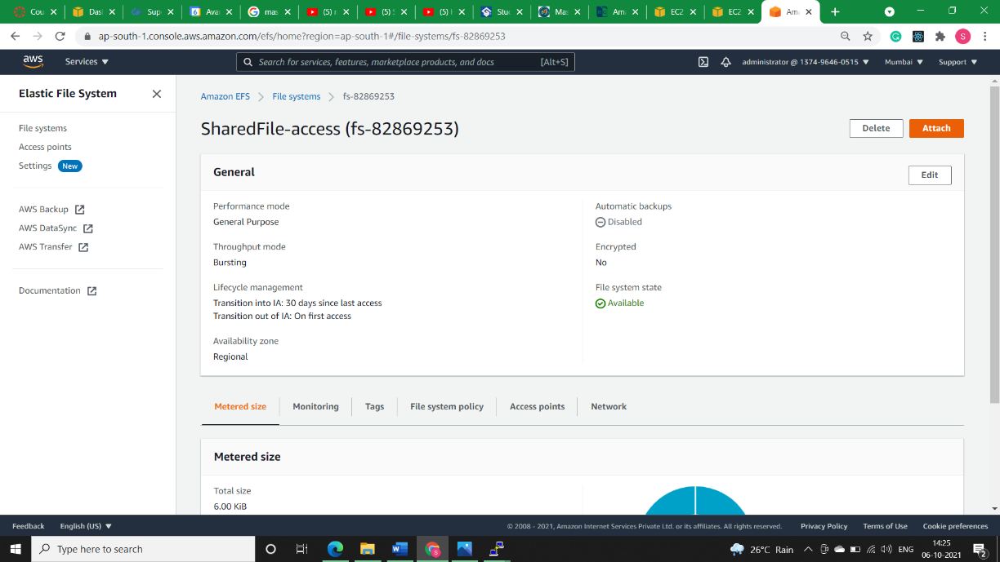 Cou
Das
Sup
6 Ava
mas
(5) n
(5) S
(5) I
Stu
Mas
Ama
EC2
EC2
Ama
ap-south-1.console.aws.amazon.com/efs/home?region=ap-south-1#/file-systems/fs-82869253
S
aws
Services
Search for services, features, marketplace products, and docs [Alt+S]
administrator @ 1374-9646-0515
Mumbai
Support
Elastic File System
File systems
Access points
Settings New
AWS Backup
AWS DataSync
AWS Transfer
Documentation
Amazon EFS
File systems
fs-82869253
SharedFile-access (fs-82869253)
Delete
Attach
General
Edit
Performance mode
General Purpose
Throughput mode
Bursting
Lifecycle management
Transition into IA: 30 days since last access
Transition out of IA: On first access
Availability zone
Regional
Automatic backups
Disabled
Encrypted
No
File system state
Available
Metered size
Monitoring
Tags
File system policy
Access points
Network
Metered size
Total size
6.00 KiB
Feedback
English (US)
© 2008 - 2021, Amazon Internet Services Private Ltd. or its affiliates. All rights reserved.
Privacy Policy
Terms of Use
Cookie preferences
Type here to search
26°C Rain
ENG
14:25
06-10-2021
2